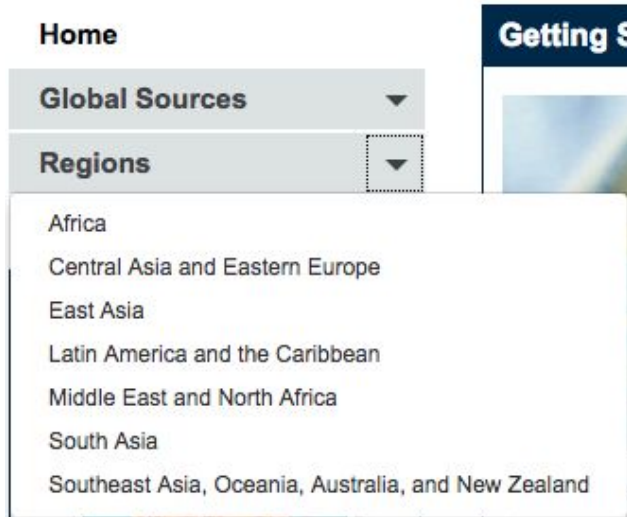 Home
Getting
Global Sources
Regions
Africa
Central Asia and Eastern Europe
East Asia
Latin America and the Caribbean
Middle East and North Africa
South Asia
Southeast Asia, Oceania, Australia, and New Zealand